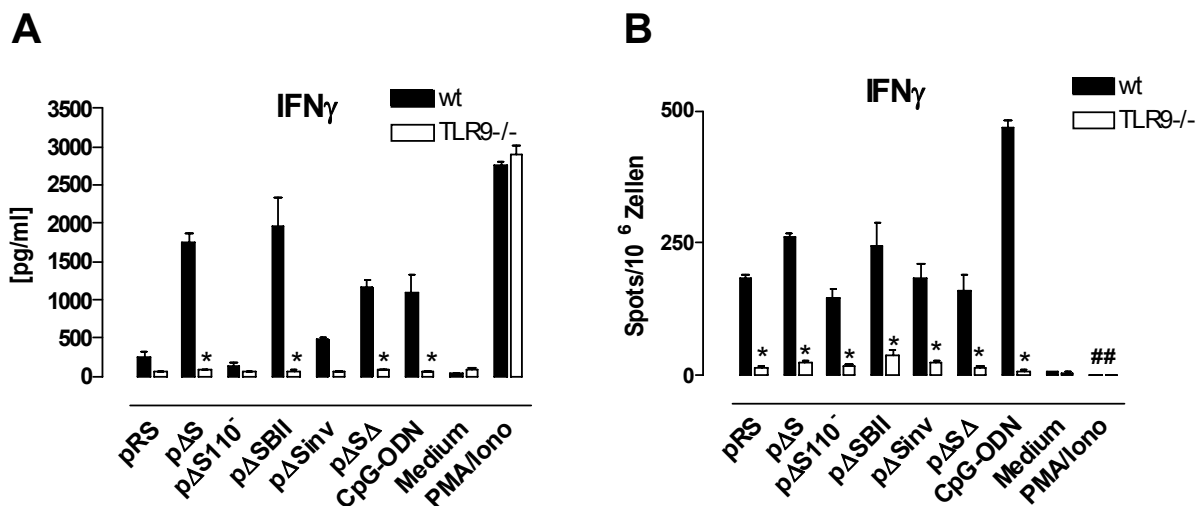 A
IFNγ
wt
TLR9-/-
3500
3000
2500
2000
1500
1000
500
0
[pg/ml]
* * * *
pRS
pΔS
pΔS110-
pΔSBII
pΔSinv
pΔSΔ
CpG-ODN
Medium
PMA/Iono
B
IFNγ
wt
TLR9-/-
500
250
0
Spots/10 6 Zellen
* * * * * * *
##
pRS
pΔS
pΔS110-
pΔSBII
pΔSinv
pΔSΔ
CpG-ODN
Medium
PMA/Iono